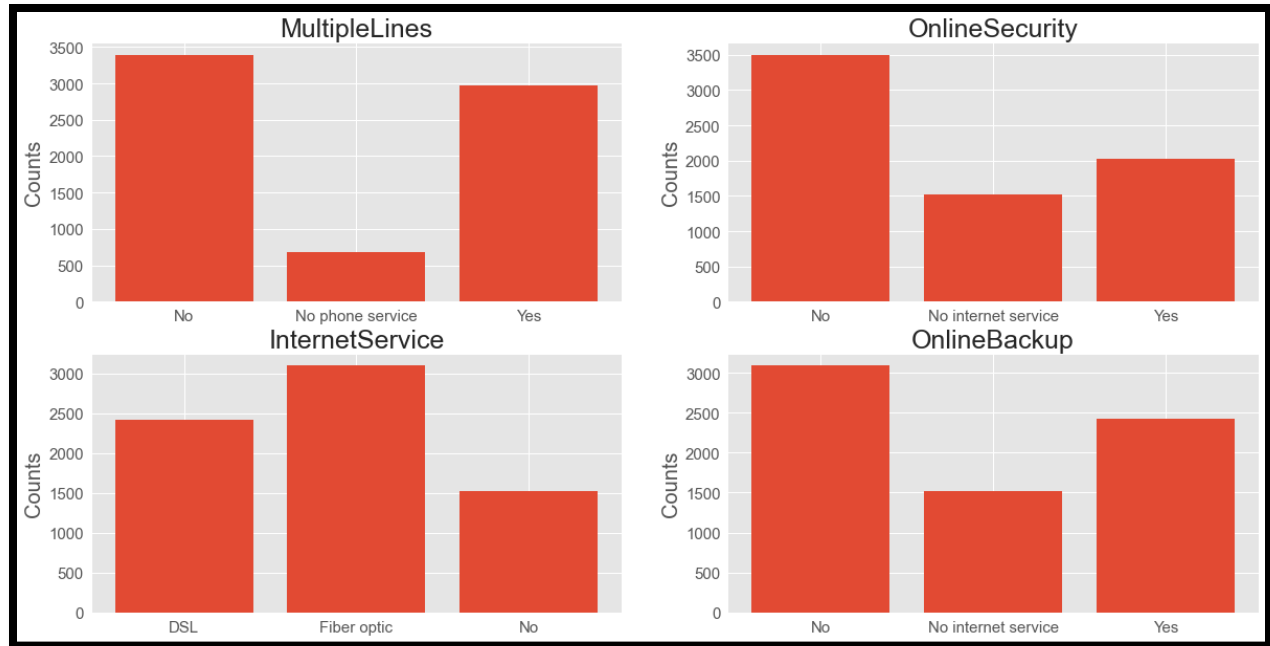 MultipleLines
Counts
3500
3000
2500
2000
1500
1000
500
0
No No phone service Yes
OnlineSecurity
Counts
3500
3000
2500
2000
1500
1000
500
0
No No internet service Yes
InternetService
Counts
3000
2500
2000
1500
1000
500
0
DSL Fiber optic No
OnlineBackup
Counts
3000
2500
2000
1500
1000
500
0
No No internet service Yes